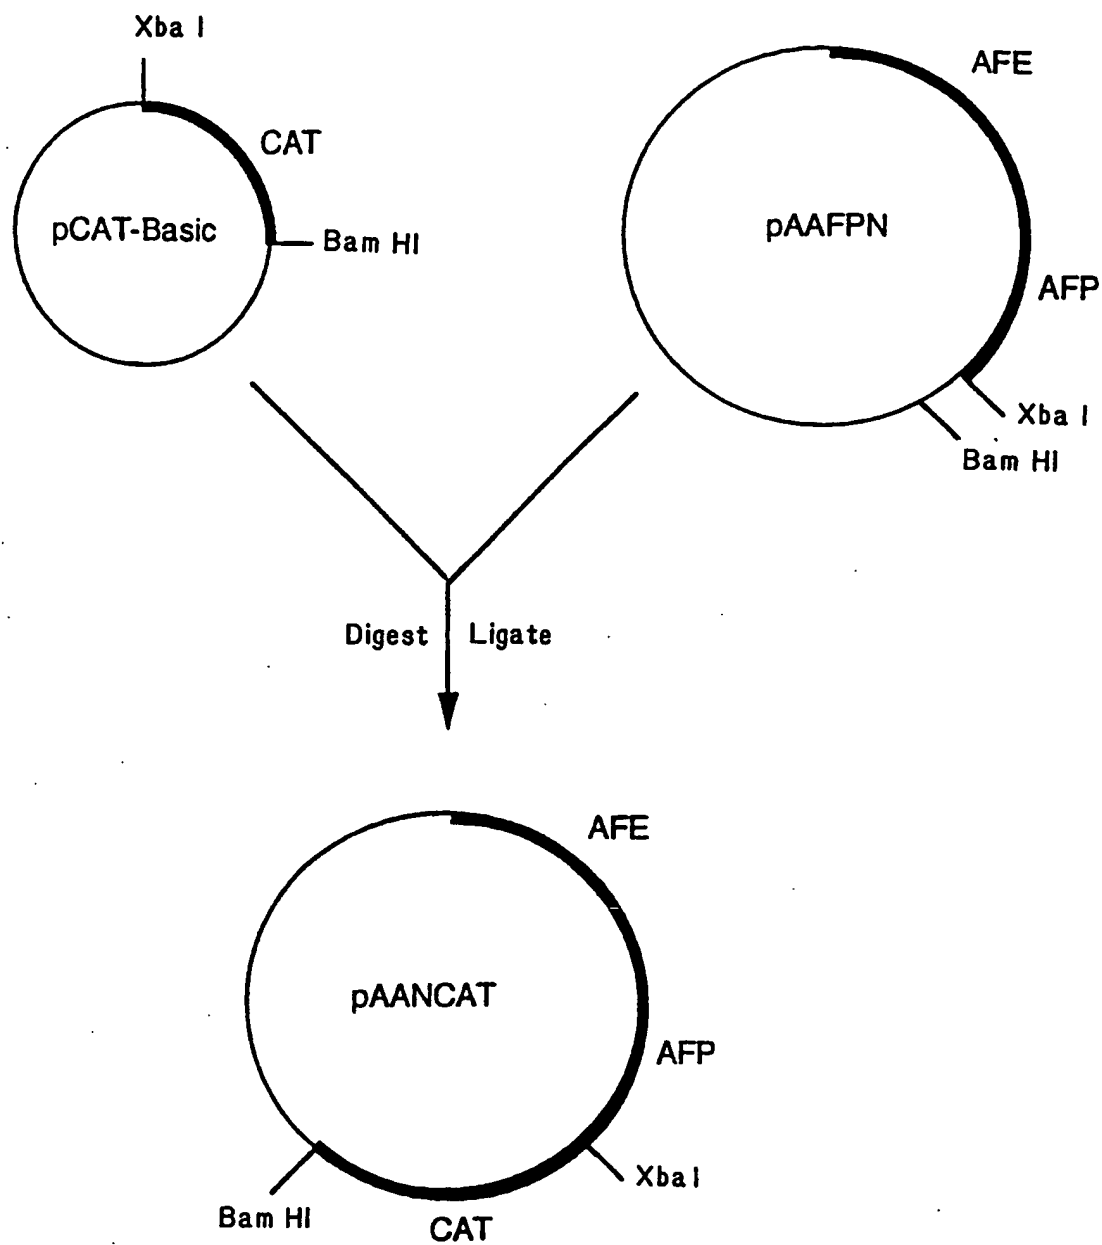 Xba I
CAT
pCAT-Basic
Bam HI
AFE
pAAFPN
AFP
Xba I
Bam HI
Digest Ligate
AFE
pAANCAT
AFP
Xba I
Bam HI
CAT